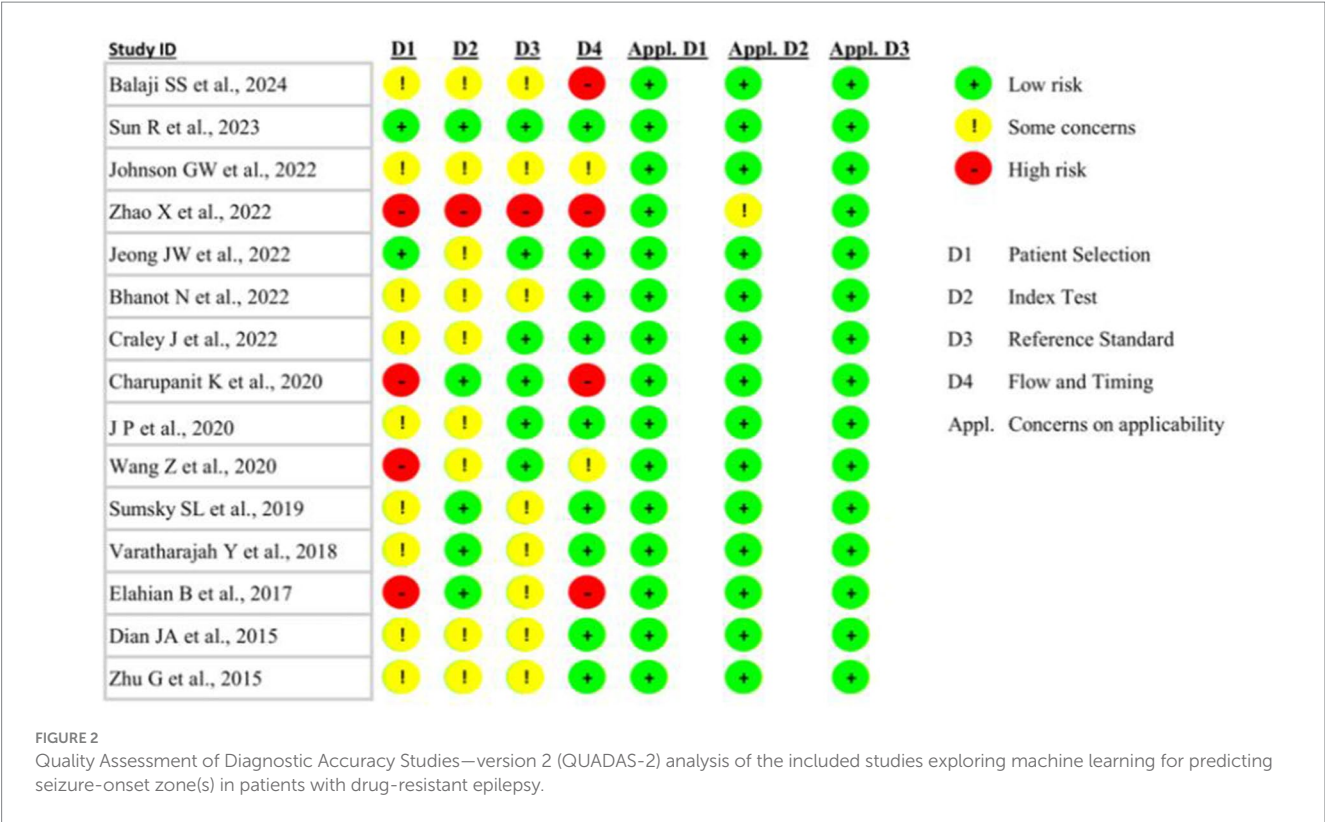 Study ID D1 D2 D3 D4 Appl. D1 Appl. D2 Appl. D3
Balaji SS et al., 2024 ! ! ! - + + +
Sun R et al., 2023 + + + + + + +
Johnson GW et al., 2022 ! ! ! ! + + +
Zhao X et al., 2022 - - - - + ! +
Jeong JW et al., 2022 + ! + + + + +
Bhanot N et al., 2022 ! ! ! + + + +
Craley J et al., 2022 ! ! + + + + +
Charupanit K et al., 2020 - + + - + + +
J P et al., 2020 ! ! + + + + +
Wang Z et al., 2020 - ! + ! + + +
Sumsky SL et al., 2019 ! + ! + + + +
Varatharajah Y et al., 2018 ! + ! + + + +
Elahian B et al., 2017 - + ! - + + +
Dian JA et al., 2015 ! ! ! + + + +
Zhu G et al., 2015 ! ! ! + + + +
+ Low risk
! Some concerns
- High risk
D1 Patient Selection
D2 Index Test
D3 Reference Standard
D4 Flow and Timing
Appl. Concerns on applicability
FIGURE 2
Quality Assessment of Diagnostic Accuracy Studies—version 2 (QUADAS-2) analysis of the included studies exploring machine learning for predicting
seizure-onset zone(s) in patients with drug-resistant epilepsy.